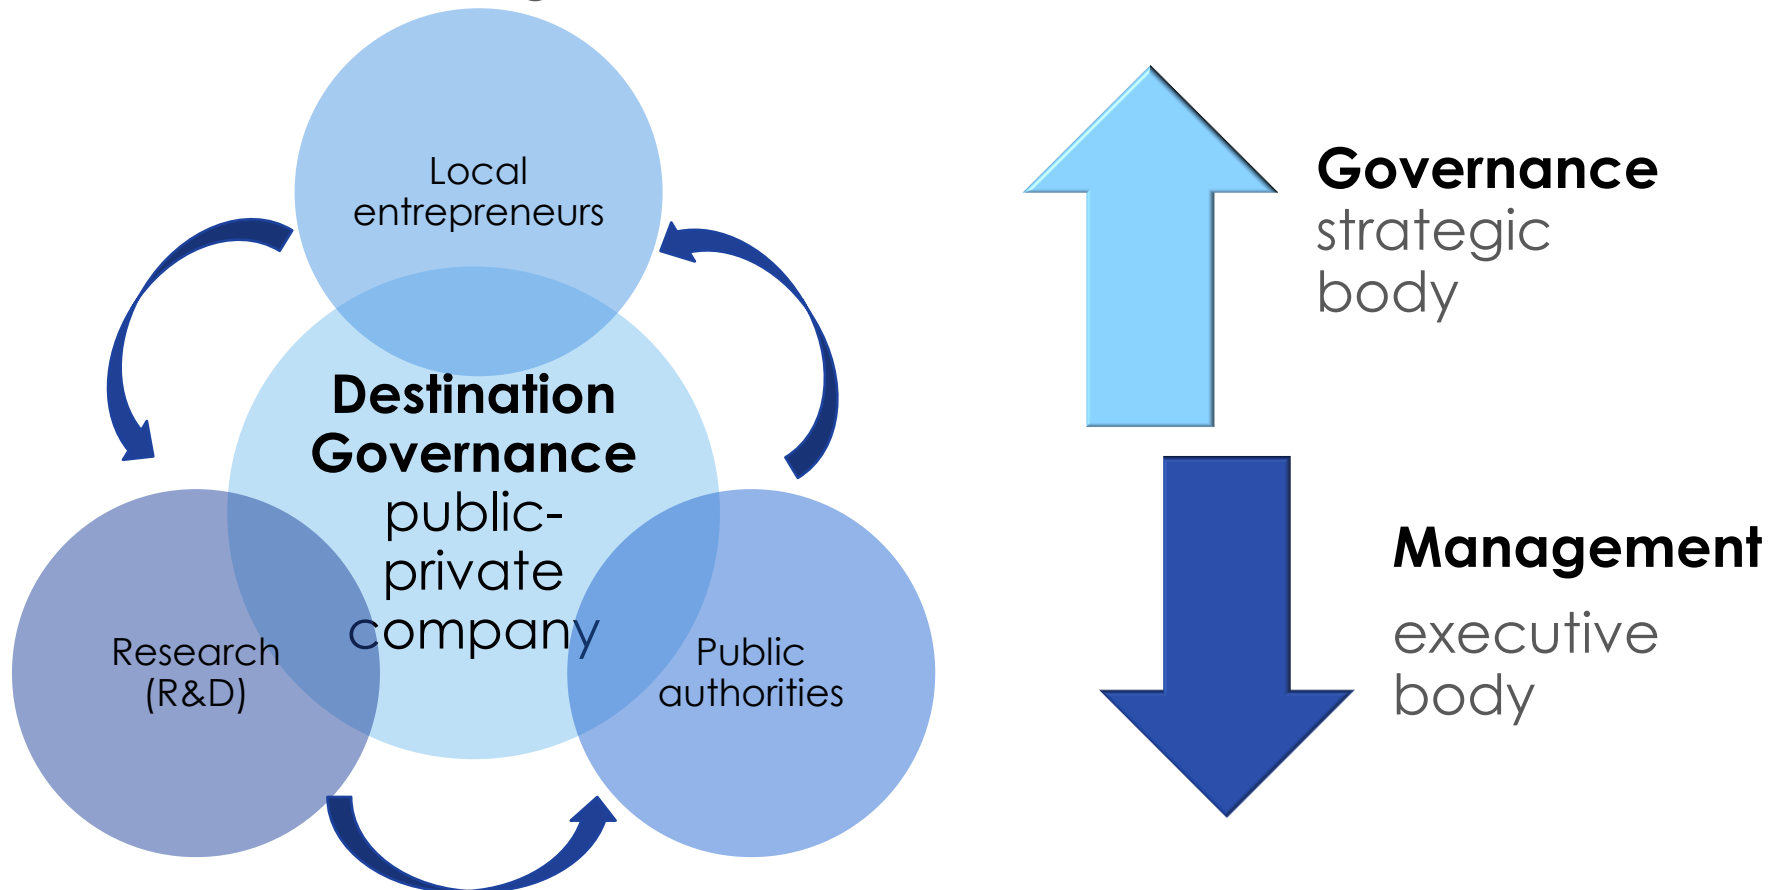 Local
entrepreneurs
Destination
Governance
public-
private
company
Research
(R&D)
Public
authorities
Governance
strategic
body
Management
executive
body